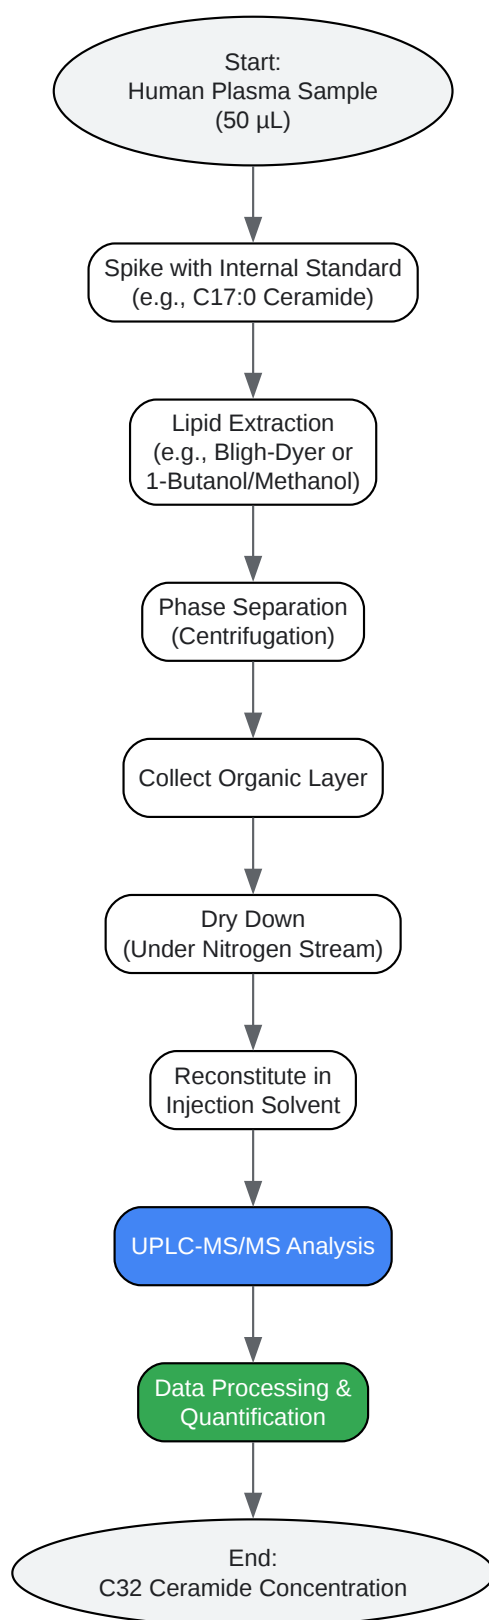 Start:
Human Plasma Sample
(50 µL)
Spike with Internal Standard
(e.g., C17:0 Ceramide)
Lipid Extraction
(e.g., Bligh-Dyer or
1-Butanol/Methanol)
Phase Separation
(Centrifugation)
Collect Organic Layer
Dry Down
(Under Nitrogen Stream)
Reconstitute in
Injection Solvent
UPLC-MS/MS Analysis
Data Processing &
Quantification
End:
C32 Ceramide Concentration